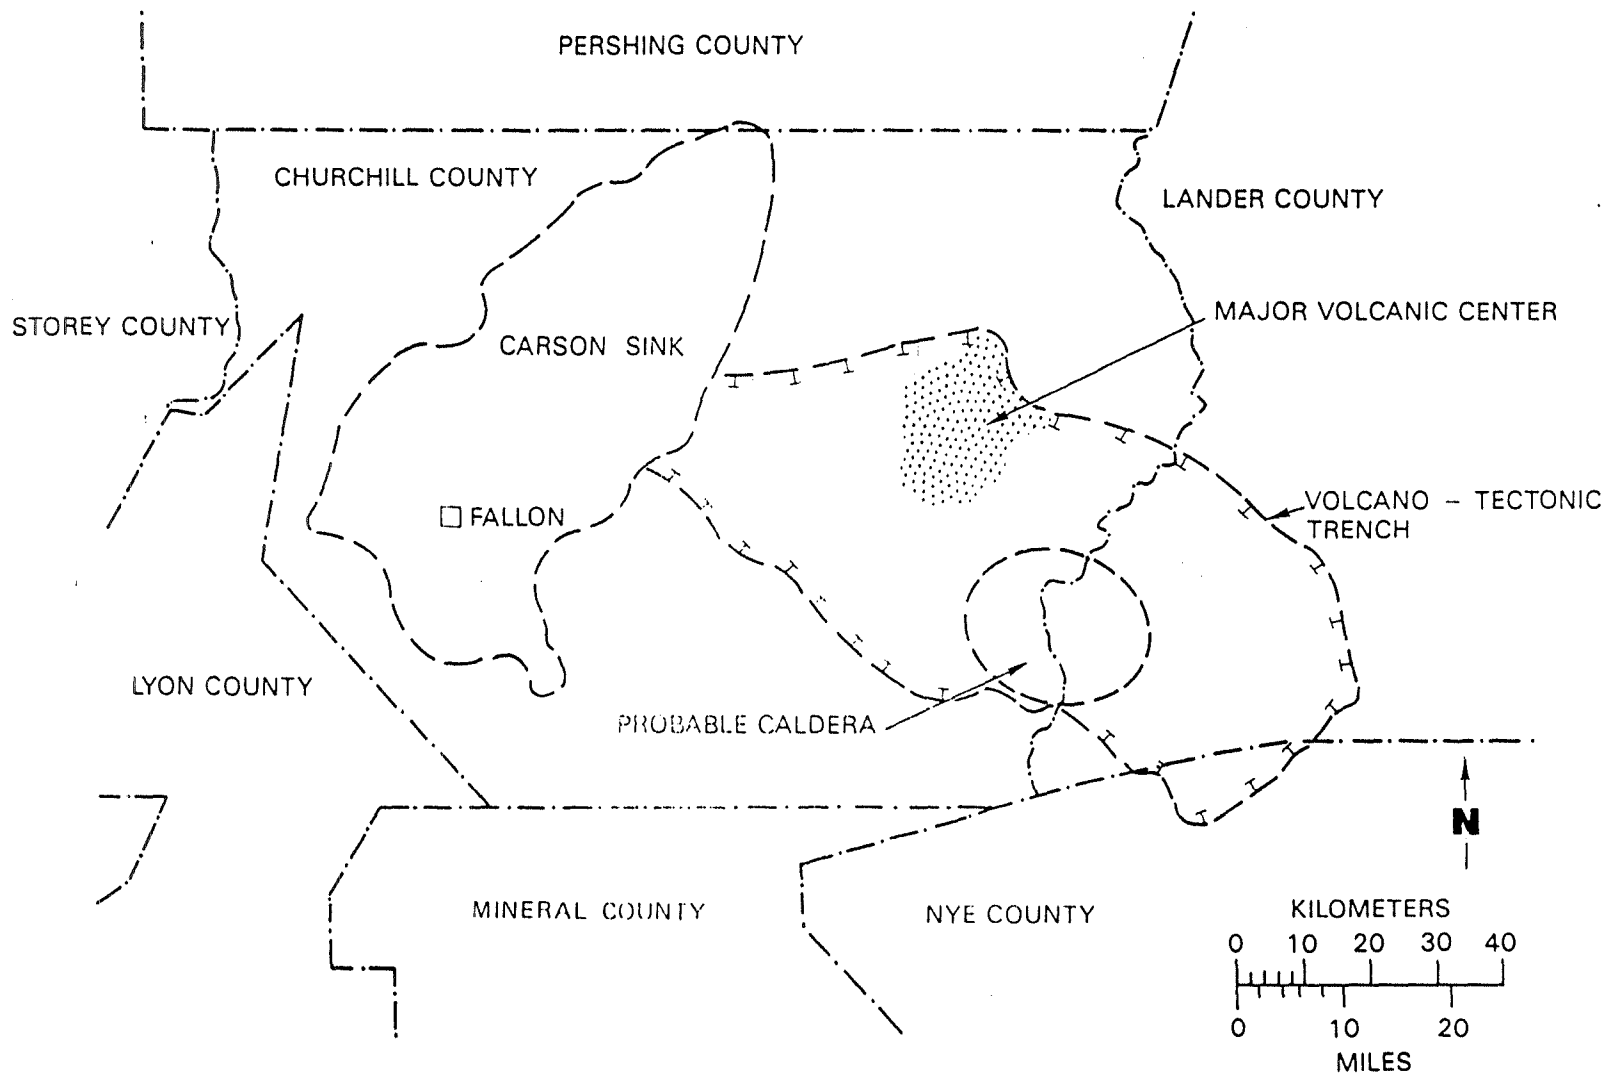 PERSHING COUNTY
CHURCHILL COUNTY
LANDER COUNTY
STOREY COUNTY
MAJOR VOLCANIC CENTER
CARSON SINK
VOLCANO – TECTONIC
TRENCH
FALLON
LYON COUNTY
PROBABLE CALDERA
N
MINERAL COUNTY
NYE COUNTY
KILOMETERS
0 10 20 30 40
0 10 20
MILES